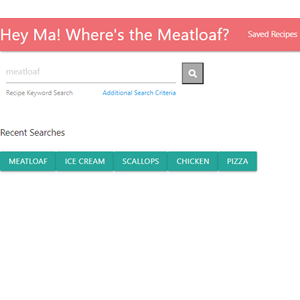 Hey Ma! Where's the Meatloaf?
Saved Recipes
meatloaf
Recipe Keyword Search
Additional Search Criteria
Recent Searches
MEATLOAF
ICE CREAM
SCALLOPS
CHICKEN
PIZZA